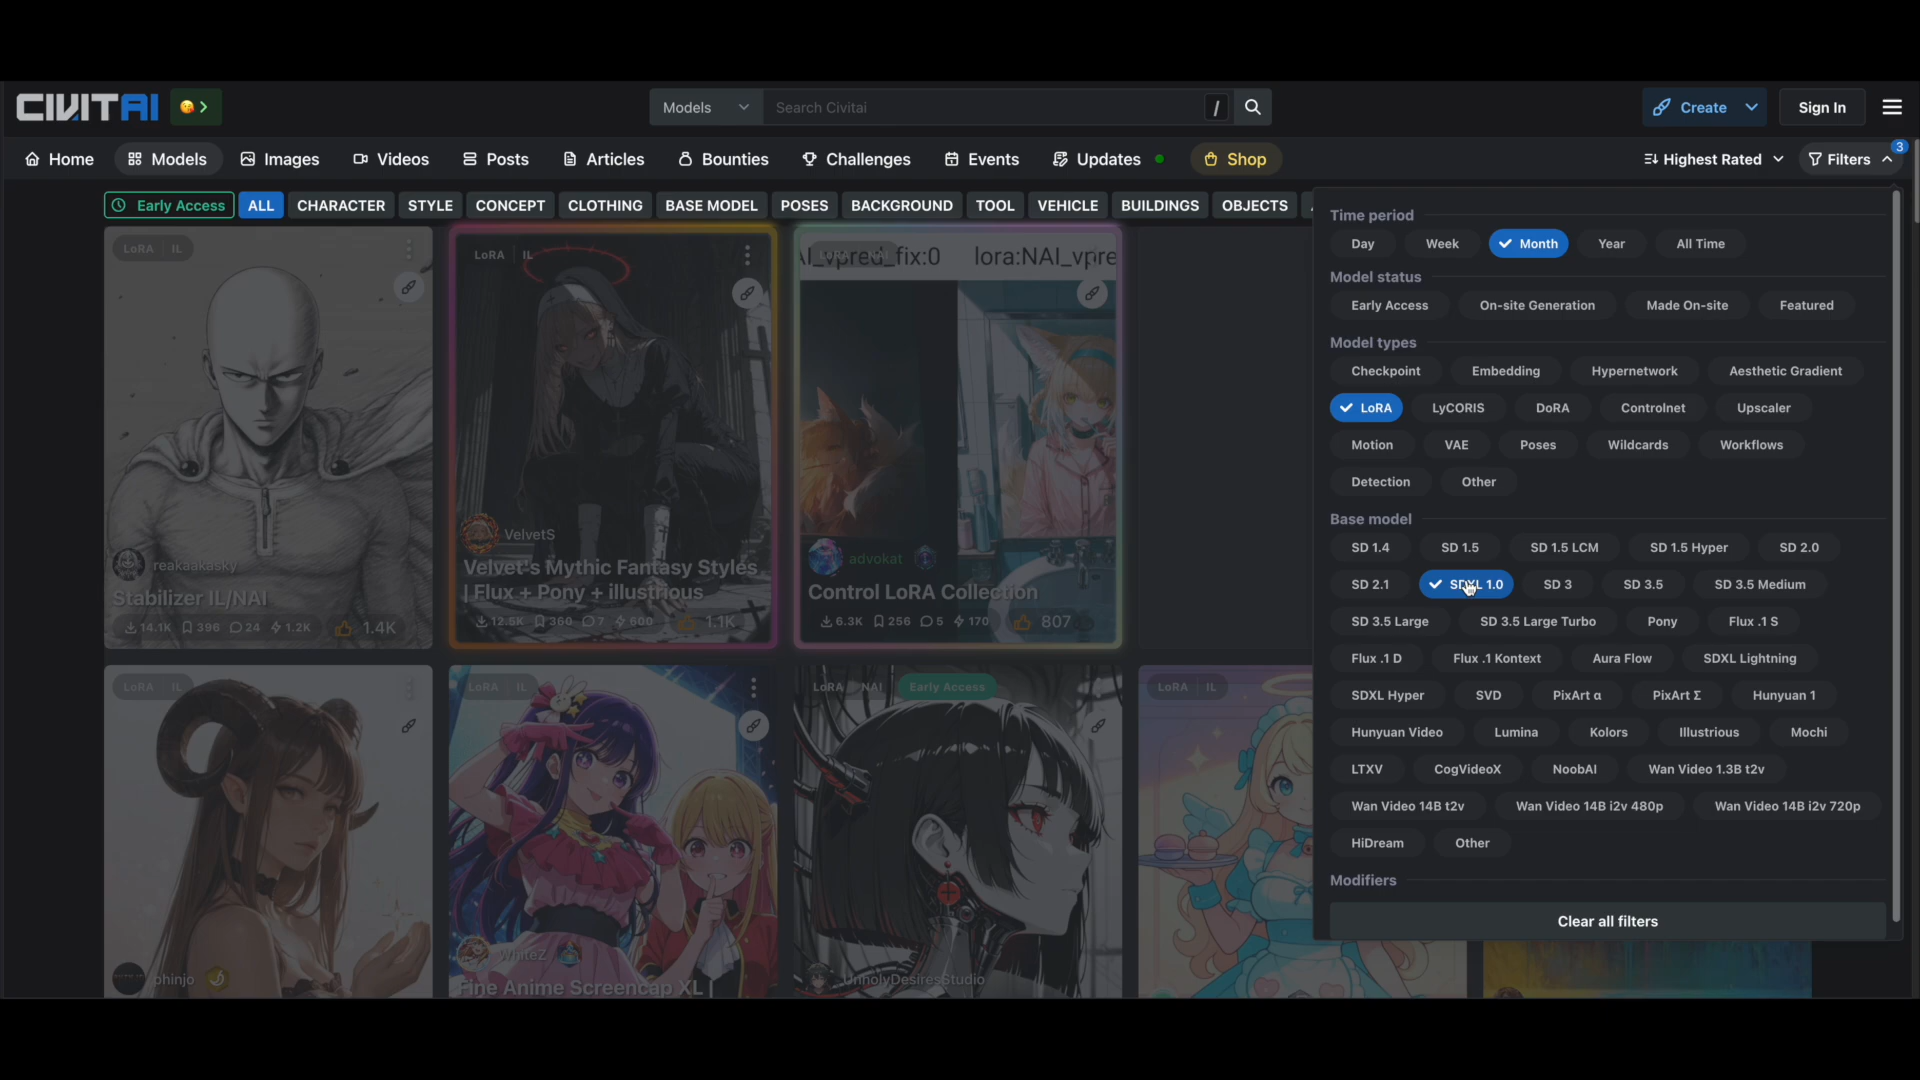 CIVITAI
Models
Search Civitai
/
Create
Sign In
Home
Models
Images
Videos
Posts
Articles
Bounties
Challenges
Events
Updates
Shop
Highest Rated
Filters
3
Early Access
ALL
CHARACTER
STYLE
CONCEPT
CLOTHING
BASE MODEL
POSES
BACKGROUND
TOOL
VEHICLE
BUILDINGS
OBJECTS
LoRA IL
reakaakasky
Stabilizer IL/NAI
14.1K 396 24 1.2K 1.4K
LoRA IL
VelvetS
Velvet's Mythic Fantasy Styles
| Flux + Pony + illustrious
12.5K 360 7 600 1.1K
LoRA NAI
AI_vpred_fix:0 lora:NAI_vpre
advokat
Control LoRA Collection
6.3K 256 5 170 807
LoRA IL
phinjo
LoRA IL
WhiteZ
Fine Anime Screencap XL |
LoRA NAI Early Access
UnholyDesiresStudio
LoRA IL
Time period
Day Week Month Year All Time
Model status
Early Access On-site Generation Made On-site Featured
Model types
Checkpoint Embedding Hypernetwork Aesthetic Gradient
LoRA LyCORIS DoRA Controlnet Upscaler
Motion VAE Poses Wildcards Workflows
Detection Other
Base model
SD 1.4 SD 1.5 SD 1.5 LCM SD 1.5 Hyper SD 2.0
SD 2.1 SDXL 1.0 SD 3 SD 3.5 SD 3.5 Medium
SD 3.5 Large SD 3.5 Large Turbo Pony Flux .1 S
Flux .1 D Flux .1 Kontext Aura Flow SDXL Lightning
SDXL Hyper SVD PixArt α PixArt Σ Hunyuan 1
Hunyuan Video Lumina Kolors Illustrious Mochi
LTXV CogVideoX NoobAI Wan Video 1.3B t2v
Wan Video 14B t2v Wan Video 14B i2v 480p Wan Video 14B i2v 720p
HiDream Other
Modifiers
Clear all filters